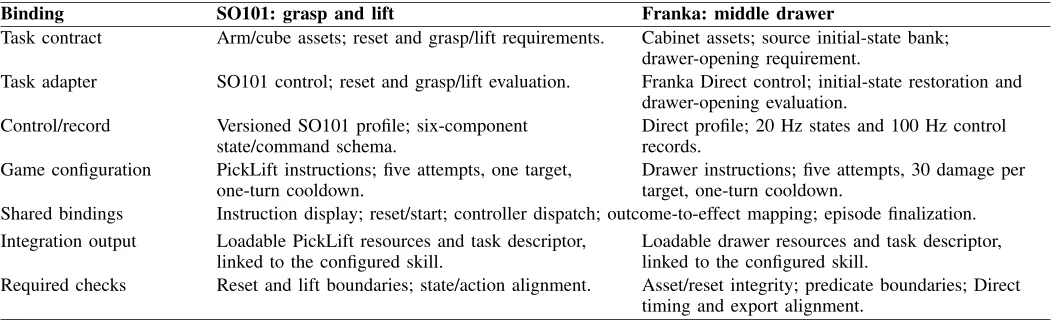 Binding SO101: grasp and lift Franka: middle drawer
Task contract Arm/cube assets; reset and grasp/lift requirements. Cabinet assets; source initial-state bank;
drawer-opening requirement.
Task adapter SO101 control; reset and grasp/lift evaluation. Franka Direct control; initial-state restoration and
drawer-opening evaluation.
Control/record Versioned SO101 profile; six-component Direct profile; 20 Hz states and 100 Hz control
state/command schema. records.
Game configuration PickLift instructions; five attempts, one target, Drawer instructions; five attempts, 30 damage per
one-turn cooldown. target, one-turn cooldown.
Shared bindings Instruction display; reset/start; controller dispatch; outcome-to-effect mapping; episode finalization.
Integration output Loadable PickLift resources and task descriptor, Loadable drawer resources and task descriptor,
linked to the configured skill. linked to the configured skill.
Required checks Reset and lift boundaries; state/action alignment. Asset/reset integrity; predicate boundaries; Direct
timing and export alignment.